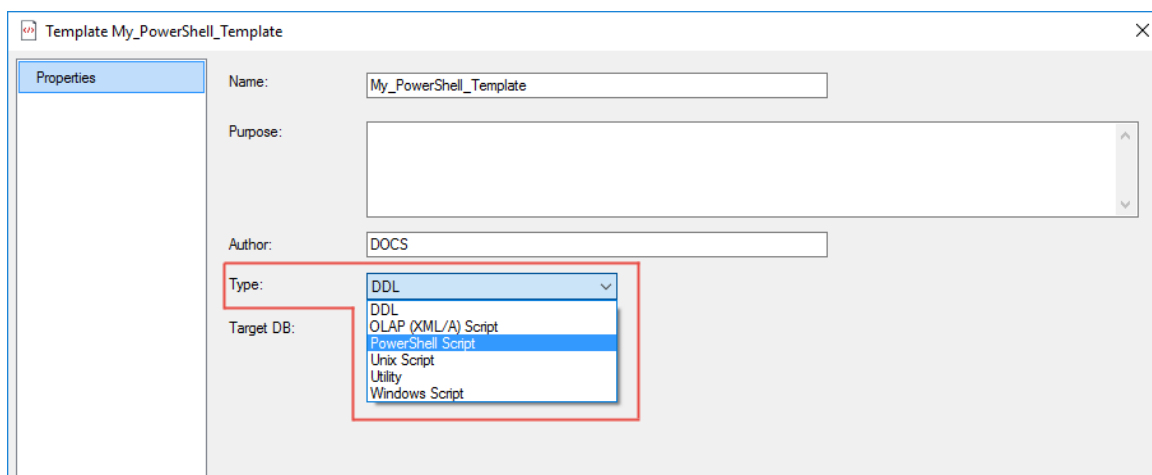 Template My_PowerShell_Template
Properties
Name:
My_PowerShell_Template
Purpose:
Author:
DOCS
Type:
DDL
DDL
OLAP (XML/A) Script
Target DB:
PowerShell Script
Unix Script
Utility
Windows Script